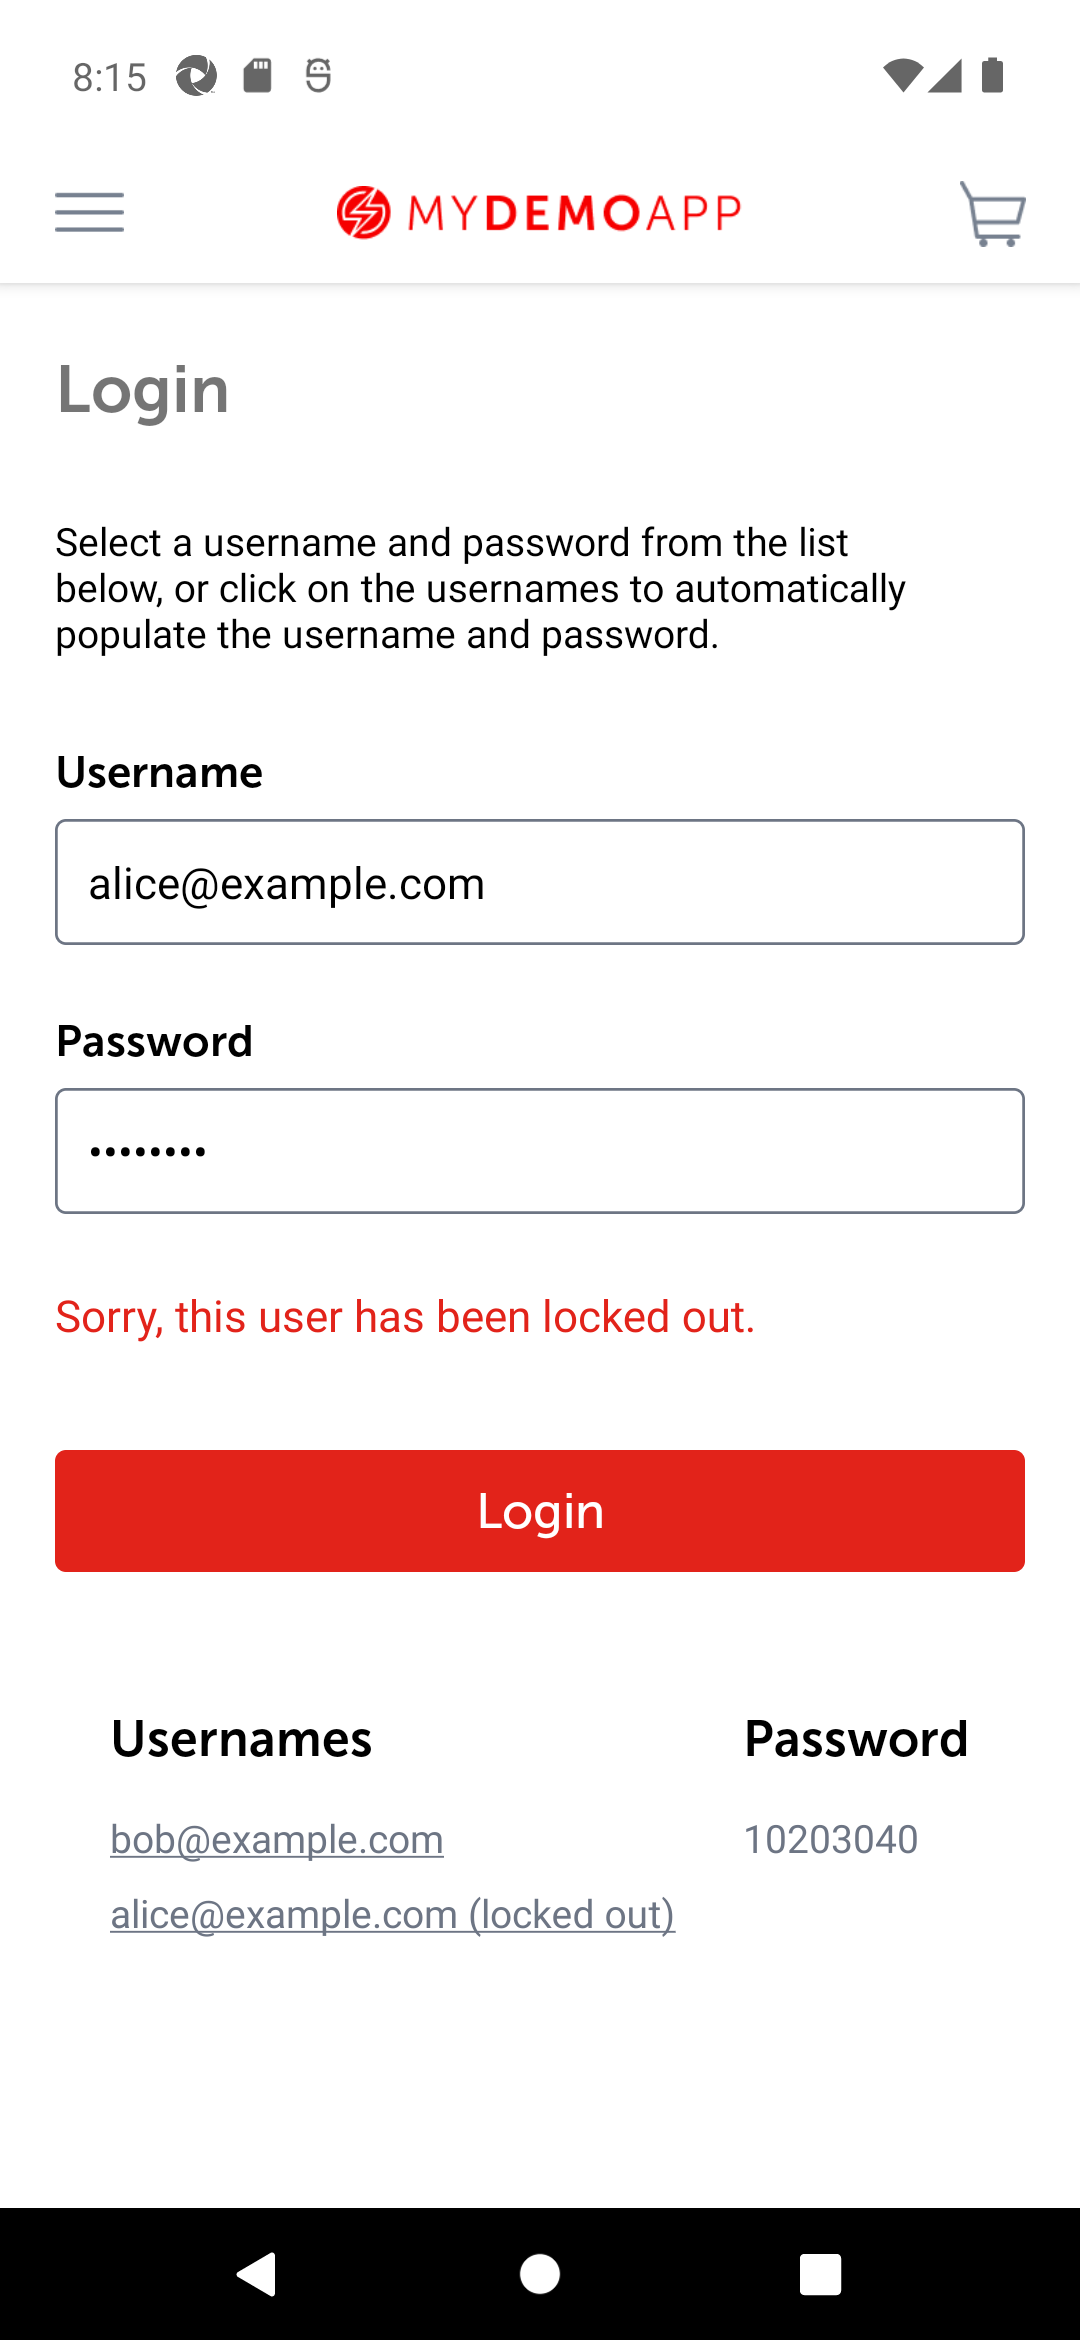 8:15
MYDEMOAPP
Login
Select a username and password from the list
below, or click on the usernames to automatically
populate the username and password.
Username
alice@example.com
Password
••••••••
Sorry, this user has been locked out.
Login
Usernames Password
bob@example.com 10203040
alice@example.com (locked out)